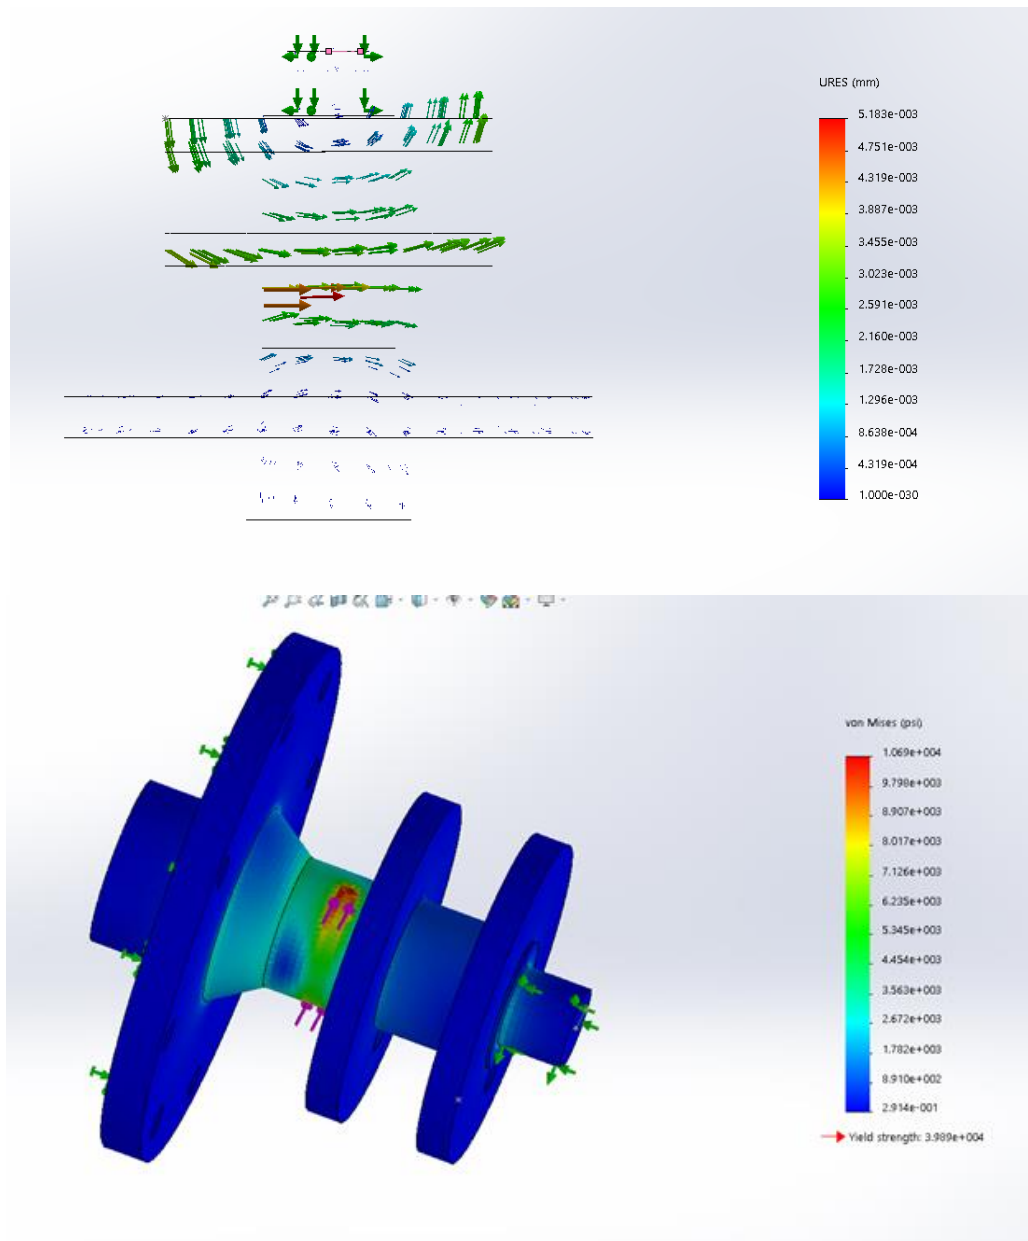 URES (mm)
5.183e-003
4.751e-003
4.319e-003
3.887e-003
3.455e-003
3.023e-003
2.591e-003
2.160e-003
1.728e-003
1.296e-003
8.638e-004
4.319e-004
1.000e-030
von Mises (psi)
1.069e+004
9.798e+003
8.907e+003
8.017e+003
7.126e+003
6.235e+003
5.345e+003
4.454e+003
3.563e+003
2.672e+003
1.782e+003
8.910e+002
2.914e-001
Yield strength: 3.989e+004